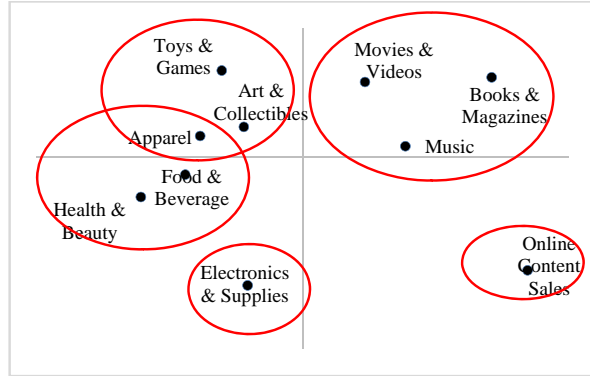 Toys &
Games
Movies &
Videos
Art &
Collectibles
Books &
Magazines
Apparel
Music
Food &
Beverage
Health &
Beauty
Electronics
& Supplies
Online
Content
Sales